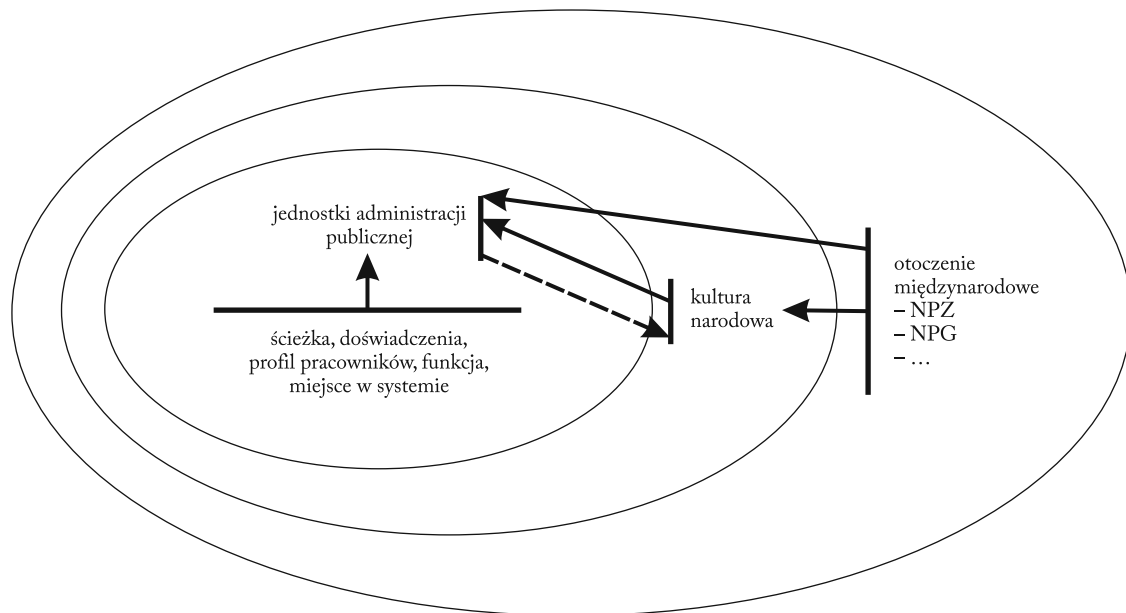 jednostki administracji
publicznej
ścieżka, doświadczenia,
profil pracowników, funkcja,
miejsce w systemie
kultura
narodowa
otoczenie
międzynarodowe
– NPZ
– NPG
– …